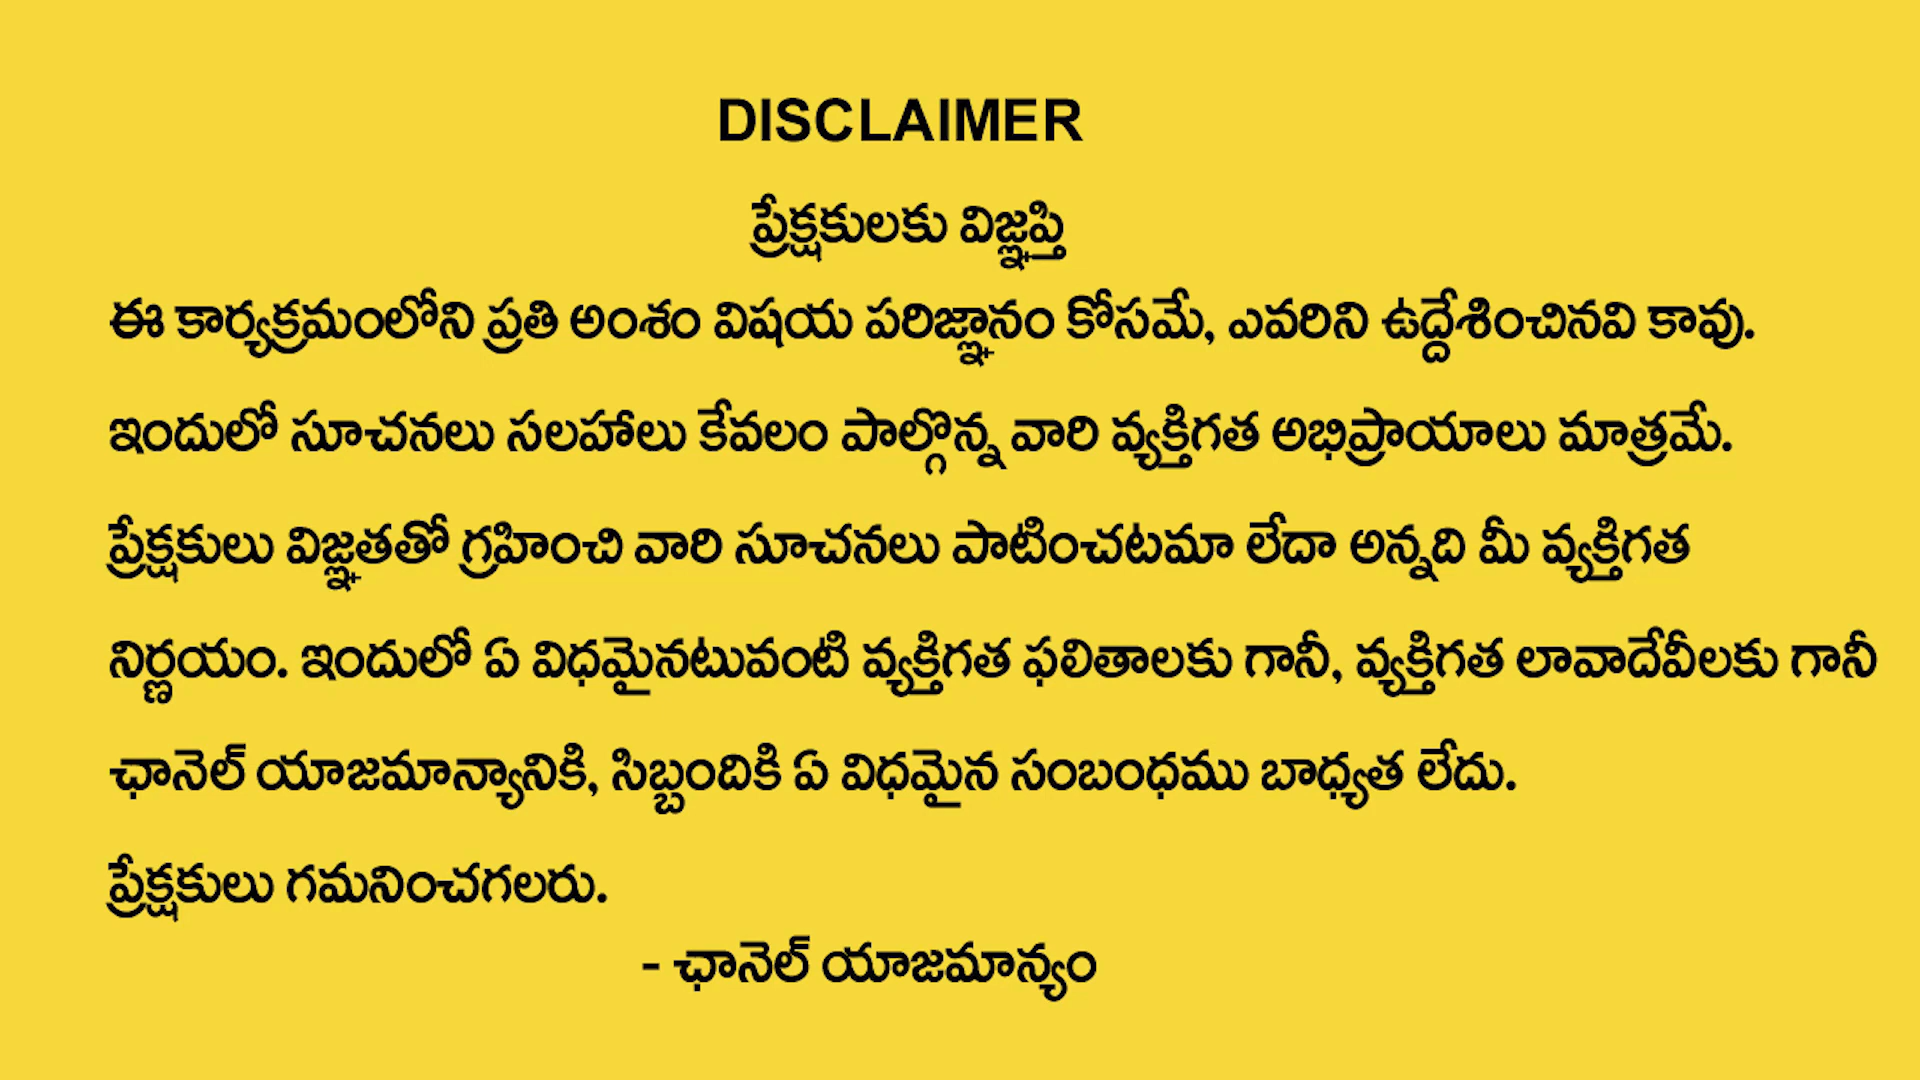 DISCLAIMER
ప్రేక్షకులకు విజ్ఞప్తి
ఈ కార్యక్రమంలోని ప్రతి అంశం విషయ పరిజ్ఞానం కోసమే, ఎవరిని ఉద్దేశించినవి కావు.
ఇందులో సూచనలు సలహాలు కేవలం పాల్గొన్న వారి వ్యక్తిగత అభిప్రాయాలు మాత్రమే.
ప్రేక్షకులు విజ్ఞతతో గ్రహించి వారి సూచనలు పాటించటమా లేదా అన్నది మీ వ్యక్తిగత
నిర్ణయం. ఇందులో ఏ విధమైనటువంటి వ్యక్తిగత ఫలితాలకు గానీ, వ్యక్తిగత లావాదేవీలకు గానీ
ఛానెల్ యాజమాన్యానికి, సిబ్బందికి ఏ విధమైన సంబంధము బాధ్యత లేదు.
ప్రేక్షకులు గమనించగలరు.
- ఛానెల్ యాజమాన్యం